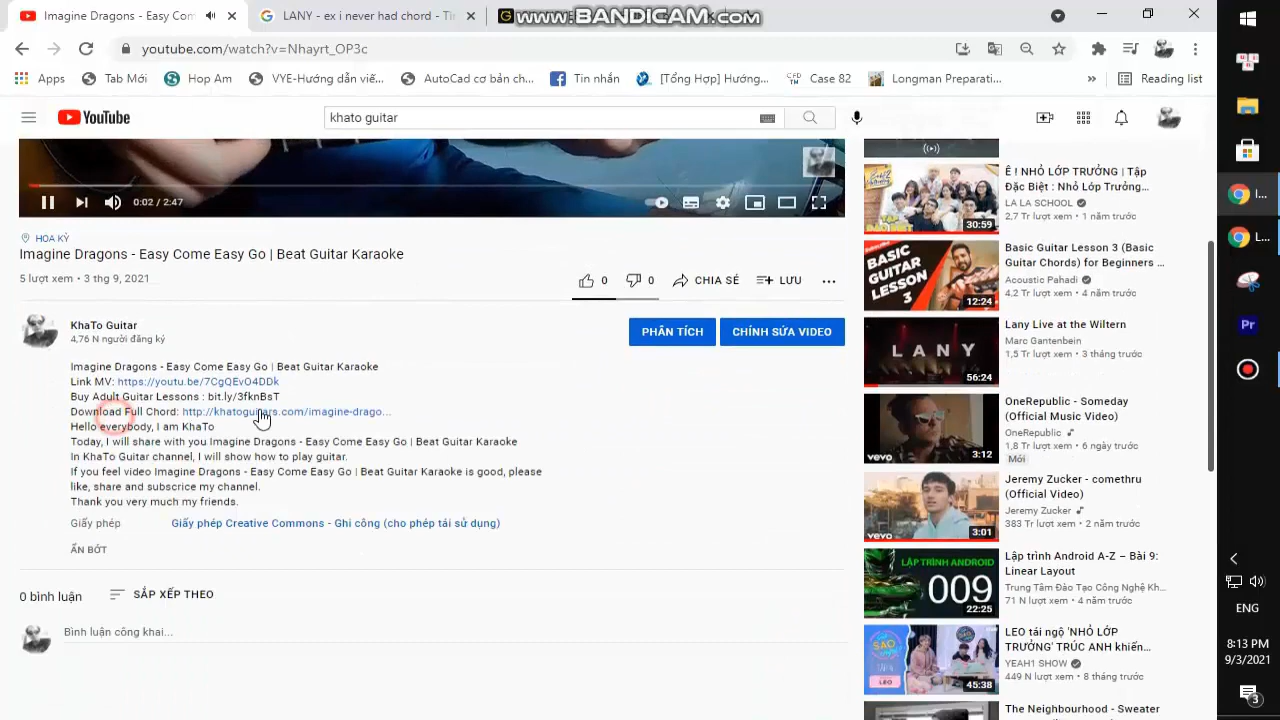 Imagine Dragons - Easy Com
LANY - ex i never had chord - T
www.BANDICAM.com
youtube.com/watch?v=Nhayrt_OP3c
Apps
Tab Mới
Hop Am
VYE-Hướng dẫn viế...
AutoCad cơ bản ch...
Tin nhắn
[Tổng Hợp] Hướng...
Case 82
Longman Preparati...
»
Reading list
YouTube
khato guitar
0:02 / 2:47
HOA KỲ
Imagine Dragons - Easy Come Easy Go | Beat Guitar Karaoke
5 lượt xem • 3 thg 9, 2021
0
0
CHIA SẺ
LƯU
KhaTo Guitar
4,76 N người đăng ký
PHÂN TÍCH
CHỈNH SỬA VIDEO
Imagine Dragons - Easy Come Easy Go | Beat Guitar Karaoke
Link MV: https://youtu.be/7CgQEvO4DDk
Buy Adult Guitar Lessons : bit.ly/3fknBsT
Download Full Chord: http://khatoguitars.com/imagine-drago...
Hello everybody, I am KhaTo
Today, I will share with you Imagine Dragons - Easy Come Easy Go | Beat Guitar Karaoke
In KhaTo Guitar channel, I will show how to play guitar.
If you feel video Imagine Dragons - Easy Come Easy Go | Beat Guitar Karaoke is good, please
like, share and subscrice my channel.
Thank you very much my friends.
Giấy phép
Giấy phép Creative Commons - Ghi công (cho phép tái sử dụng)
ẨN BỚT
0 bình luận
SẮP XẾP THEO
Bình luận công khai...
30:59
Ê ! NHỎ LỚP TRƯỞNG | Tập
Đặc Biệt : Nhỏ Lớp Trưởng...
LA LA SCHOOL
2,7 Tr lượt xem • 1 năm trước
BASIC
GUITAR
LESSON
3
12:24
Basic Guitar Lesson 3 (Basic
Guitar Chords) for Beginners ...
Acoustic Pahadi
4,2 Tr lượt xem • 4 năm trước
LANY
56:24
Lany Live at the Wiltern
Marc Gantenbein
1,5 Tr lượt xem • 3 tháng trước
vevo
3:12
OneRepublic - Someday
(Official Music Video)
OneRepublic
1,8 Tr lượt xem • 6 ngày trước
Mới
vevo
3:01
Jeremy Zucker - comethru
(Official Video)
Jeremy Zucker
383 Tr lượt xem • 2 năm trước
LẬP TRÌNH ANDROID
009
22:25
Lập trình Android A-Z – Bài 9:
Linear Layout
Trung Tâm Đào Tạo Công Nghệ Kh...
71 N lượt xem • 4 năm trước
LEO
45:38
LEO tái ngộ 'NHỎ LỚP
TRƯỞNG' TRÚC ANH khiến...
YEAH1 SHOW
449 N lượt xem • 8 tháng trước
The Neighbourhood - Sweater
I...
L...
Pr
ENG
8:13 PM
9/3/2021
3